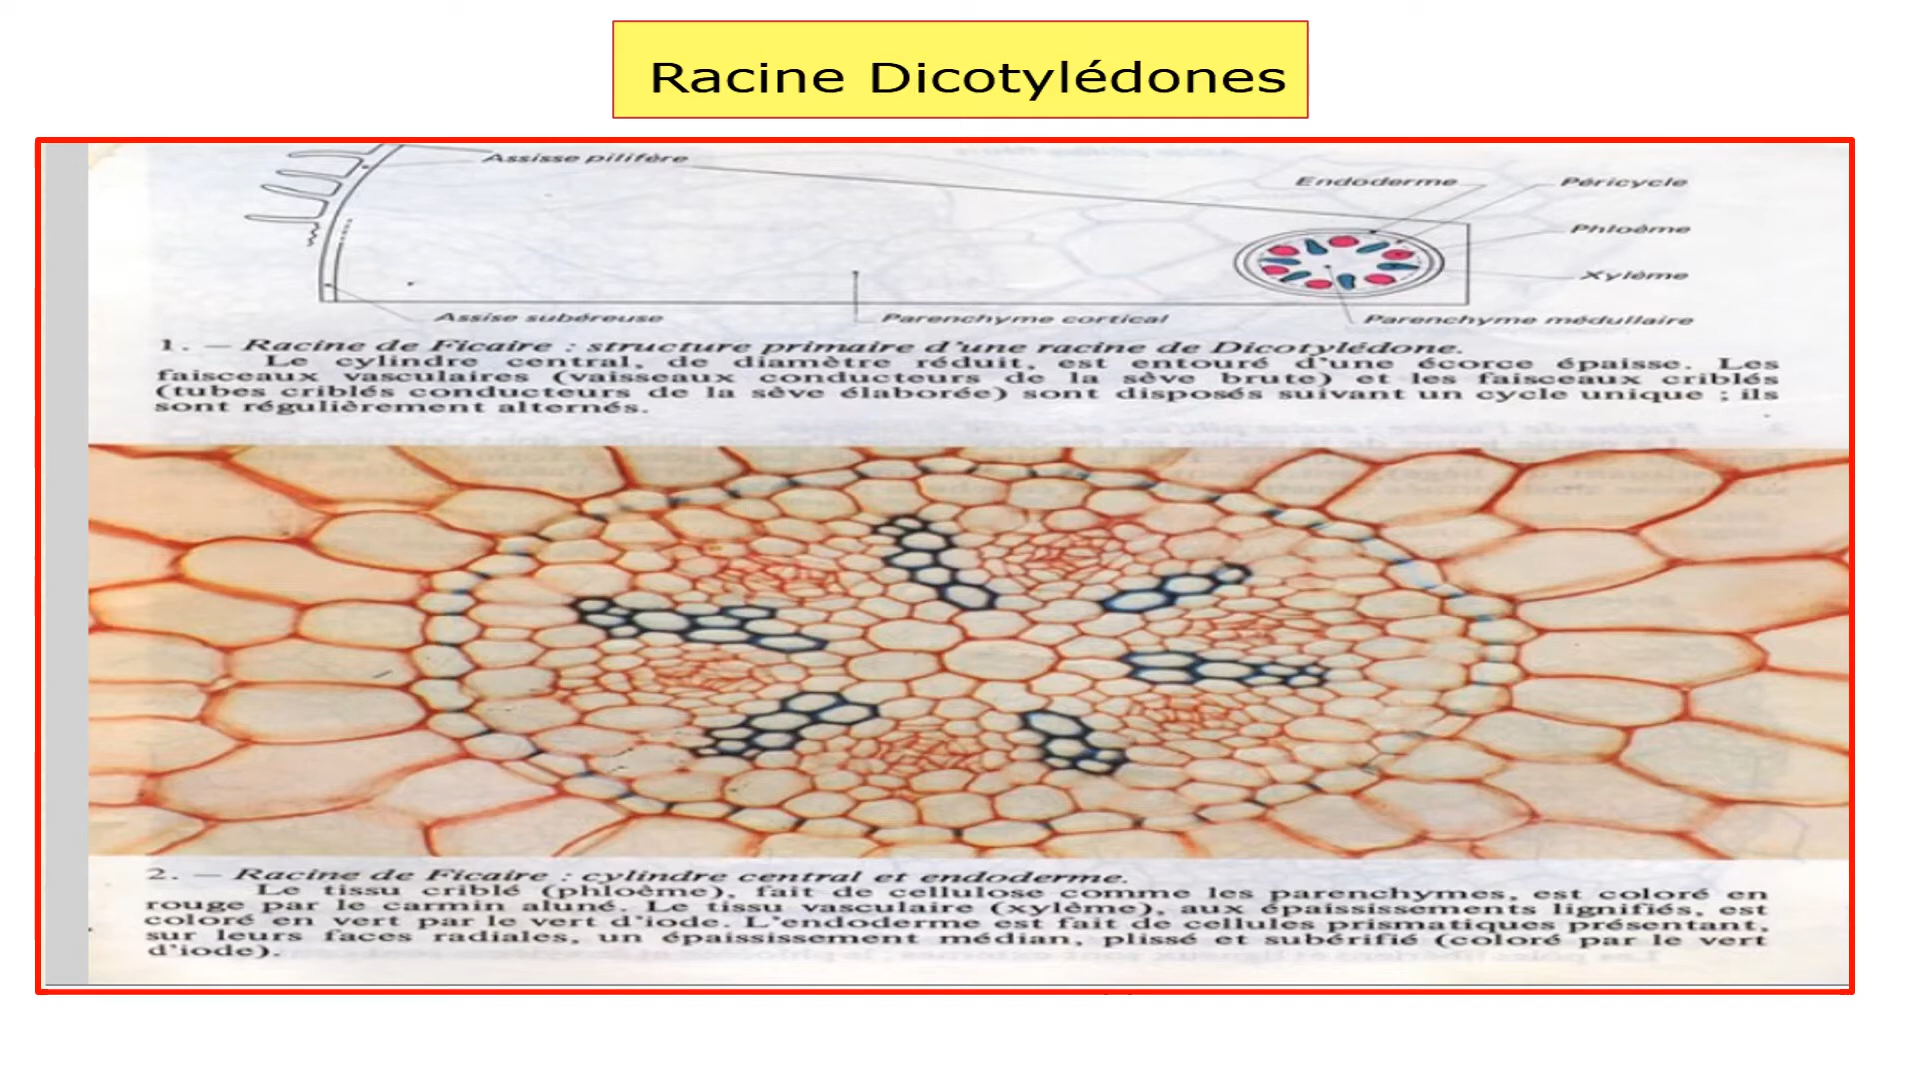 Racine Dicotylédones
Assisse pilifère
Endoderme
Péricycle
Phloème
Xylème
Assise subéreuse
Parenchyme cortical
Parenchyme médullaire
1. — Racine de Ficaire : structure primaire d'une racine de Dicotylédone.
Le cylindre central, de diamètre réduit, est entouré d'une écorce épaisse. Les
faisceaux vasculaires (vaisseaux conducteurs de la sève brute) et les faisceaux criblés
(tubes criblés conducteurs de la sève élaborée) sont disposés suivant un cycle unique ; ils
sont régulièrement alternés.
2. — Racine de Ficaire : cylindre central et endoderme.
Le tissu criblé (phloème), fait de cellulose comme les parenchymes, est coloré en
rouge par le carmin aluné. Le tissu vasculaire (xylème), aux épaississements lignifiés, est
coloré en vert par le vert d'iode. L'endoderme est fait de cellules prismatiques présentant,
sur leurs faces radiales, un épaississement médian, plissé et subérifié (coloré par le vert
d'iode).